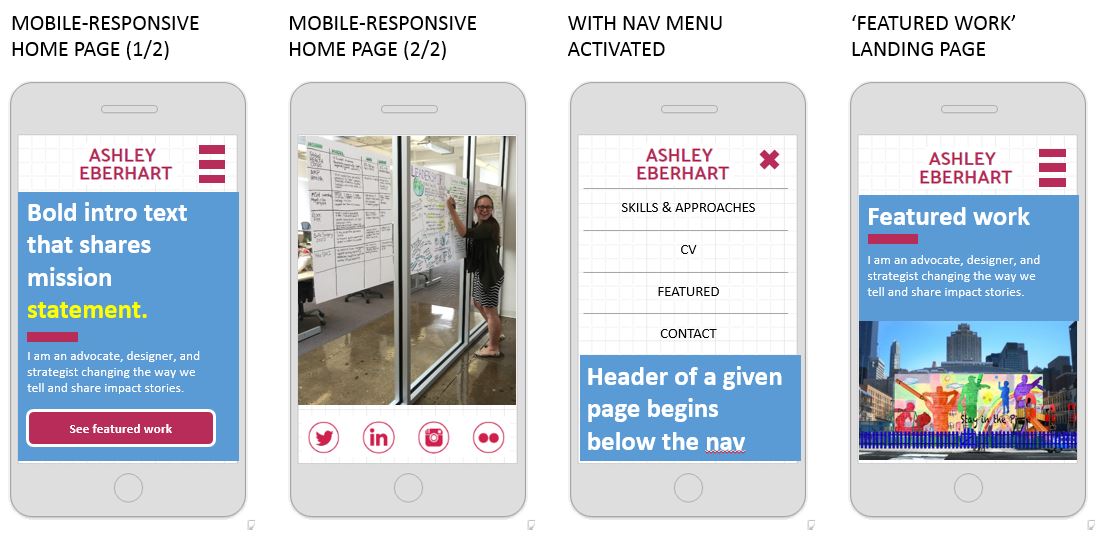 MOBILE-RESPONSIVE
HOME PAGE (1/2)
MOBILE-RESPONSIVE
HOME PAGE (2/2)
WITH NAV MENU
ACTIVATED
‘FEATURED WORK’
LANDING PAGE
ASHLEY
EBERHART
Bold intro text
that shares
mission
statement.
I am an advocate, designer, and
strategist changing the way we
tell and share impact stories.
See featured work
LEADERSHIP
ASHLEY
EBERHART
SKILLS & APPROACHES
CV
FEATURED
CONTACT
Header of a given
page begins
below the nav
ASHLEY
EBERHART
Featured work
I am an advocate, designer, and
strategist changing the way we
tell and share impact stories.
Stay in the